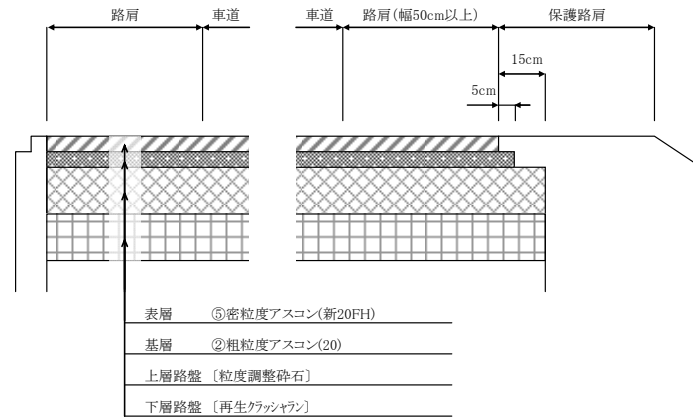 路肩 車道 車道 路肩(幅50cm以上) 保護路肩
15cm
5cm
表層 ⑤密粒度アスコン(新20FH)
基層 ②粗粒度アスコン(20)
上層路盤 〔粒度調整砕石〕
下層路盤 〔再生クラッシャラン〕